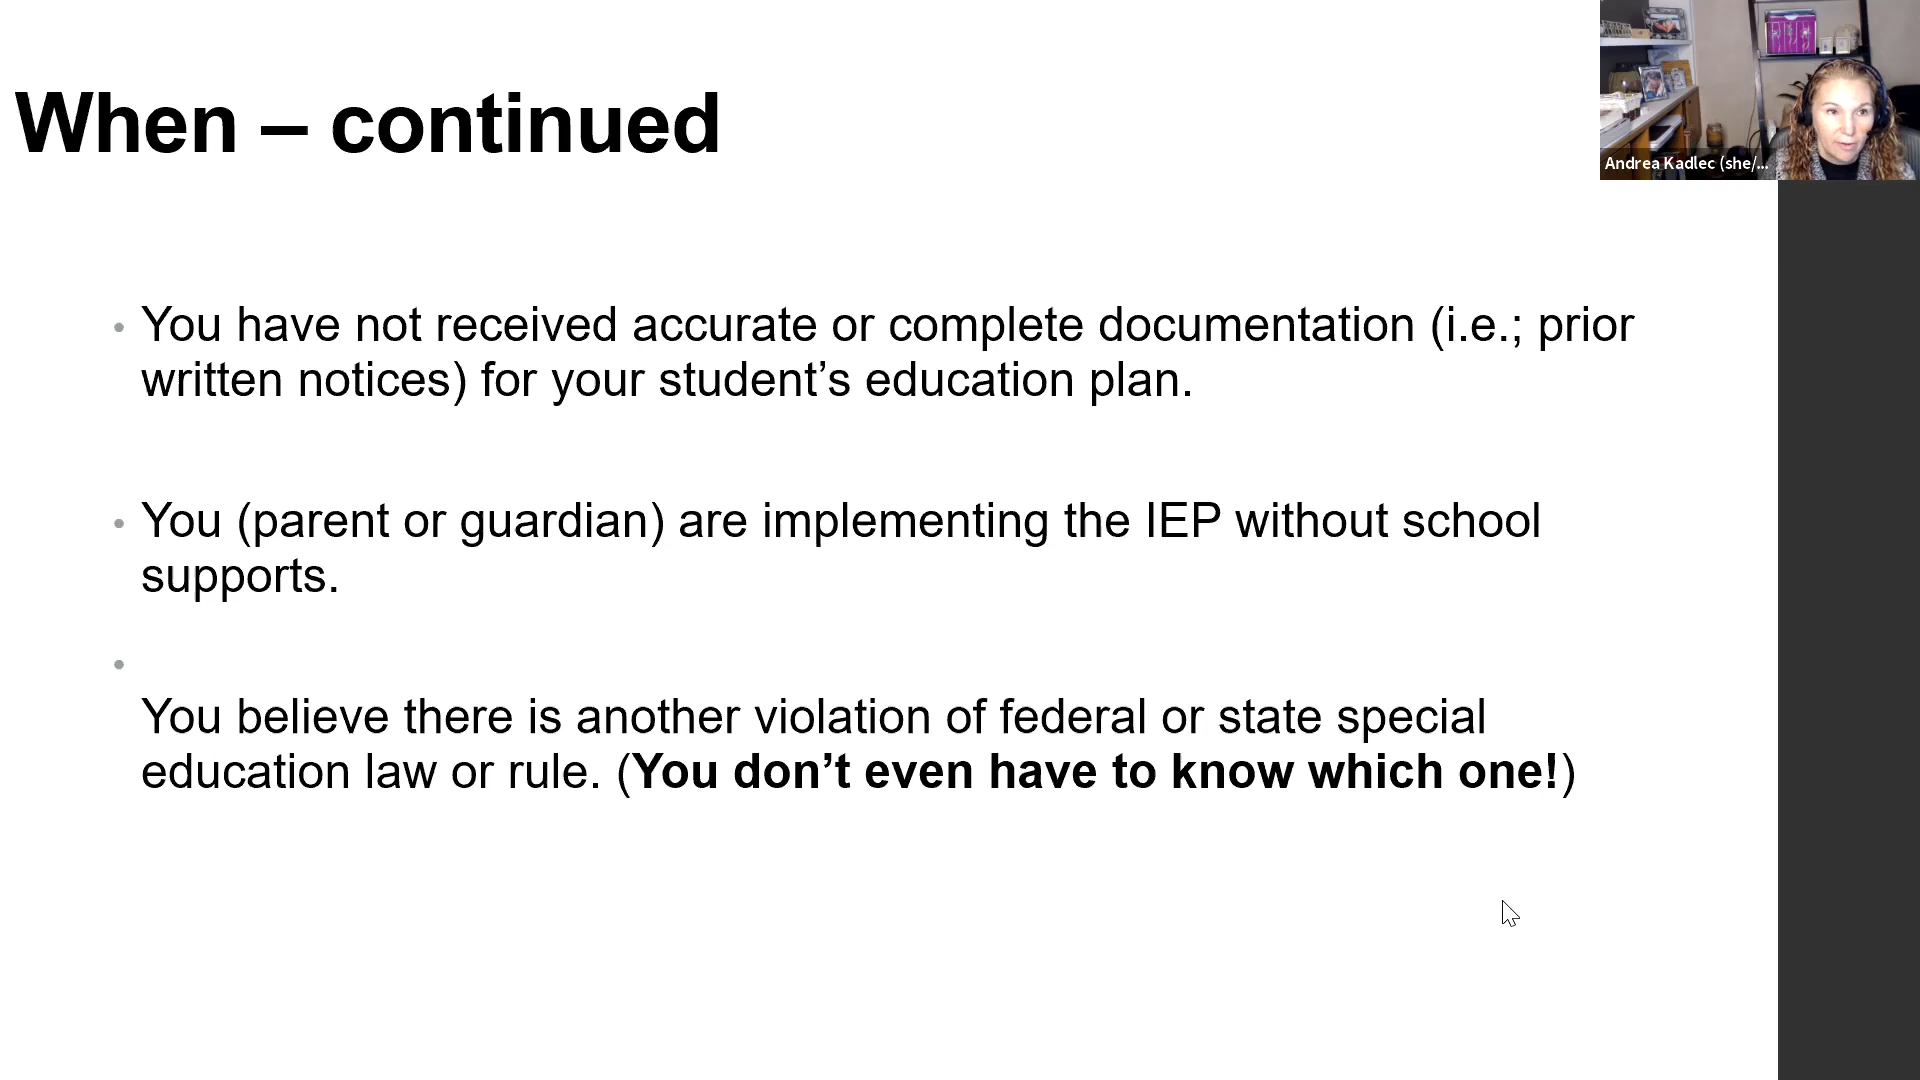 When – continued
Andrea Kadlec (she/...
• You have not received accurate or complete documentation (i.e.; prior
written notices) for your student’s education plan.
• You (parent or guardian) are implementing the IEP without school
supports.
•
You believe there is another violation of federal or state special
education law or rule. (You don’t even have to know which one!)